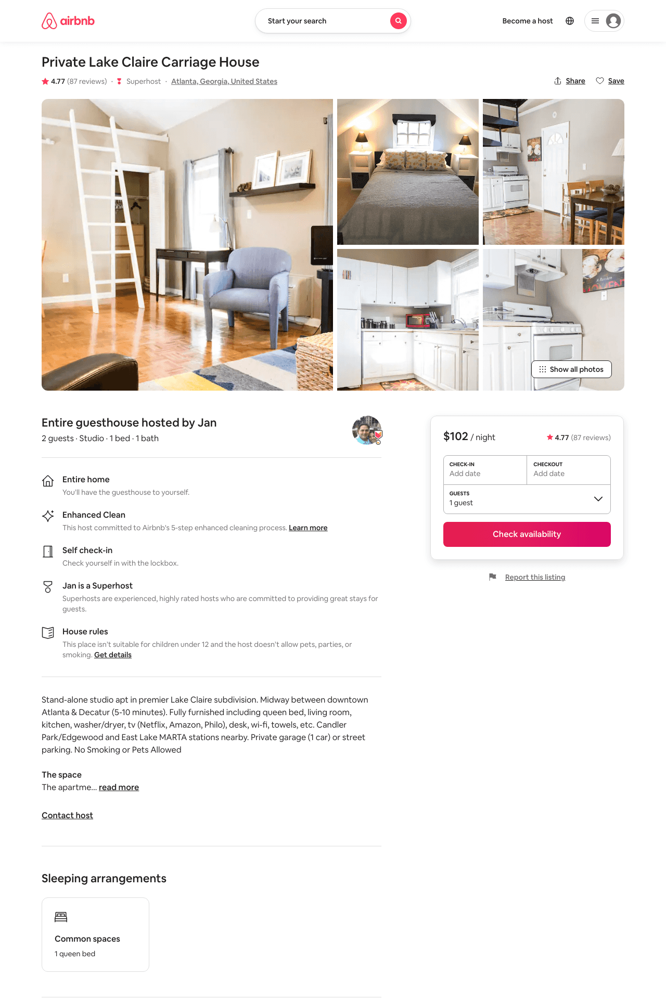 airbnb
Start your search
Become a host
Private Lake Claire Carriage House
4.77 (87 reviews) · Superhost · Atlanta, Georgia, United States
Share
Save
A Rendore
MOMENT
Show all photos
Entire guesthouse hosted by Jan
2 guests · Studio · 1 bed · 1 bath
Entire home
You'll have the guesthouse to yourself.
Enhanced Clean
This host committed to Airbnb's 5-step enhanced cleaning process. Learn more
Self check-in
Check yourself in with the lockbox.
Jan is a Superhost
Superhosts are experienced, highly rated hosts who are committed to providing great stays for
guests.
House rules
This place isn't suitable for children under 12 and the host doesn't allow pets, parties, or
smoking. Get details
$102 / night
4.77 (87 reviews)
CHECK-IN
Add date
CHECKOUT
Add date
GUESTS
1 guest
Check availability
Report this listing
Stand-alone studio apt in premier Lake Claire subdivision. Midway between downtown
Atlanta & Decatur (5-10 minutes). Fully furnished including queen bed, living room,
kitchen, washer/dryer, tv (Netflix, Amazon, Philo), desk, wi-fi, towels, etc. Candler
Park/Edgewood and East Lake MARTA stations nearby. Private garage (1 car) or street
parking. No Smoking or Pets Allowed
The space
The apartme... read more
Contact host
Sleeping arrangements
Common spaces
1 queen bed